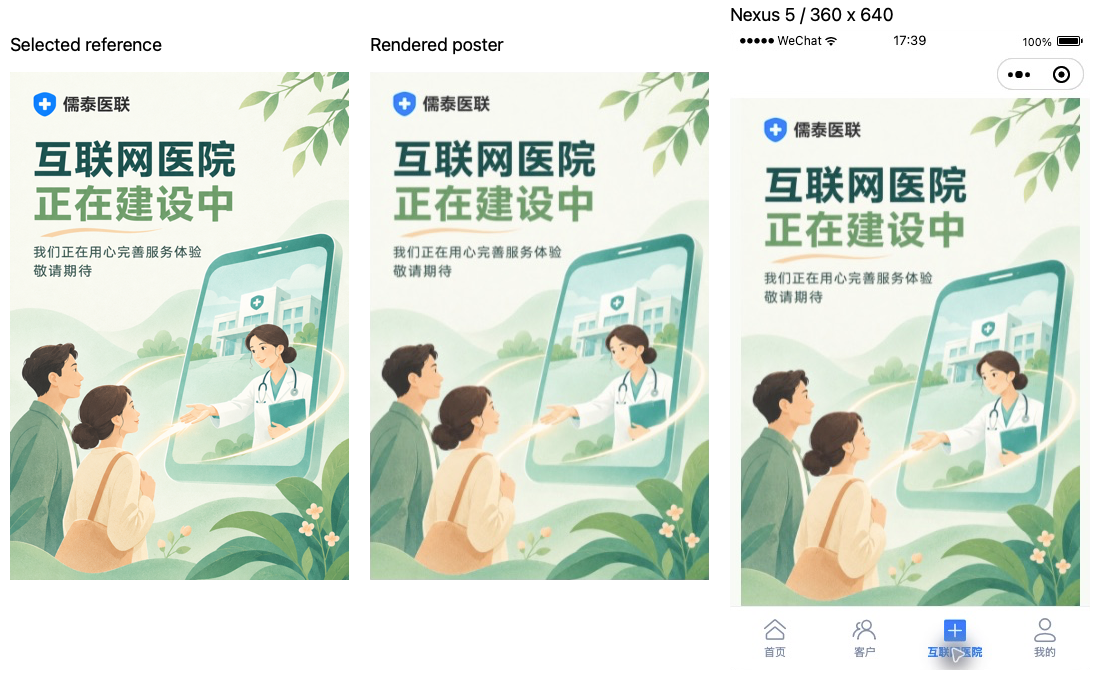 Selected reference
儒泰医联
互联网医院
正在建设中
我们正在用心完善服务体验
敬请期待
Rendered poster
儒泰医联
互联网医院
正在建设中
我们正在用心完善服务体验
敬请期待
Nexus 5 / 360 x 640
WeChat 17:39 100%
儒泰医联
互联网医院
正在建设中
我们正在用心完善服务体验
敬请期待
首页 客户 互联网医院 我的